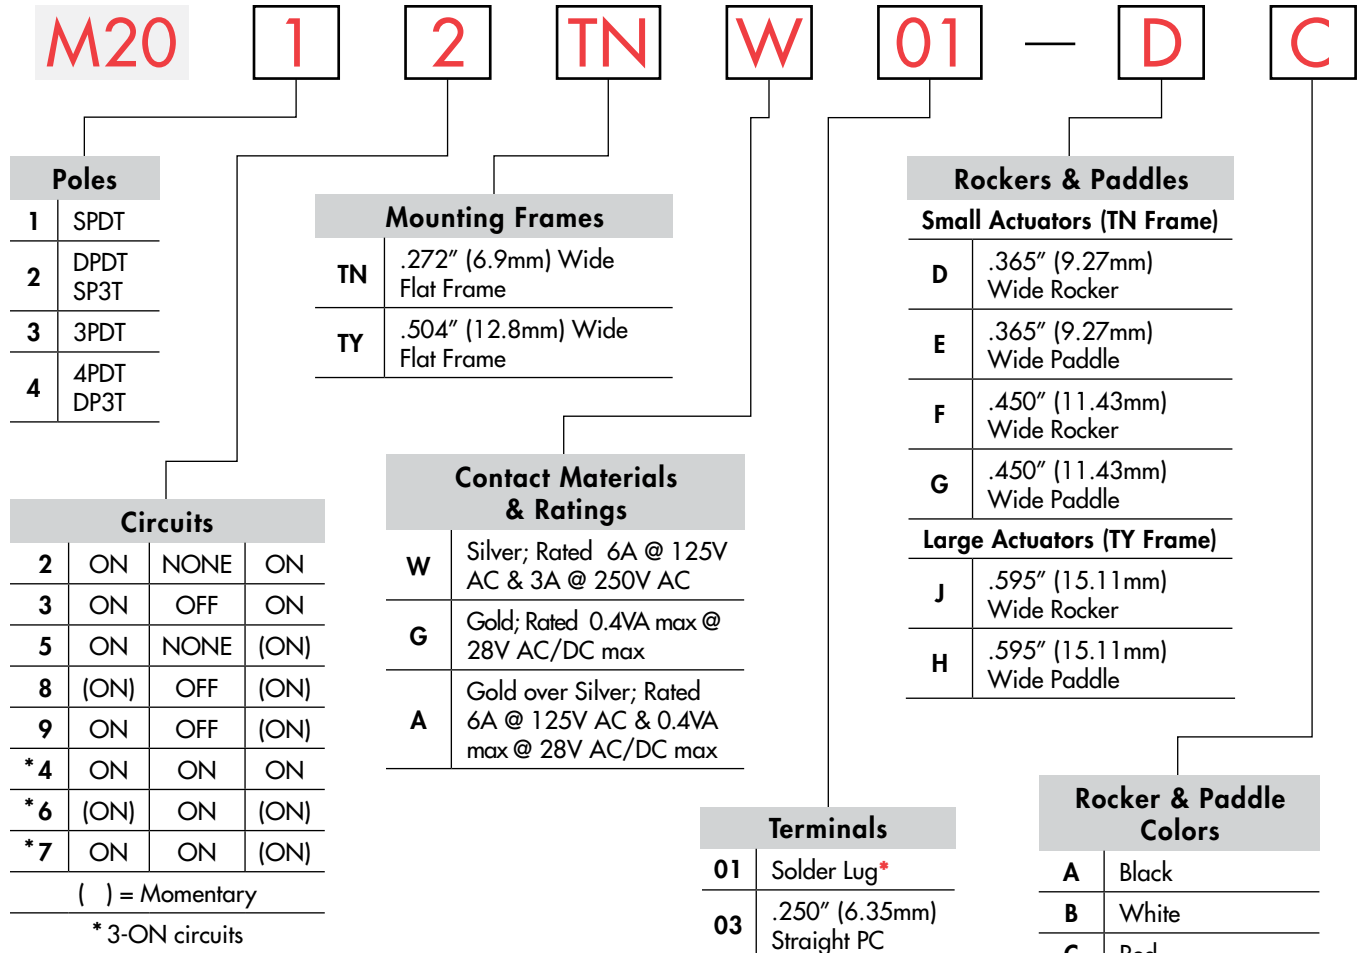 M20 1 2 TN W 01 — D C
Poles
1 SPDT
2 DPDT
SP3T
3 3PDT
4 4PDT
DP3T
Circuits
2 ON NONE ON
3 ON OFF ON
5 ON NONE (ON)
8 (ON) OFF (ON)
9 ON OFF (ON)
*4 ON ON ON
*6 (ON) ON (ON)
*7 ON ON (ON)
( ) = Momentary
* 3-ON circuits
Mounting Frames
TN .272" (6.9mm) Wide
Flat Frame
TY .504" (12.8mm) Wide
Flat Frame
Contact Materials
& Ratings
W Silver; Rated 6A @ 125V
AC & 3A @ 250V AC
G Gold; Rated 0.4VA max @
28V AC/DC max
A Gold over Silver; Rated
6A @ 125V AC & 0.4VA
max @ 28V AC/DC max
Terminals
01 Solder Lug*
03 .250" (6.35mm)
Straight PC
Rockers & Paddles
Small Actuators (TN Frame)
D .365" (9.27mm)
Wide Rocker
E .365" (9.27mm)
Wide Paddle
F .450" (11.43mm)
Wide Rocker
G .450" (11.43mm)
Wide Paddle
Large Actuators (TY Frame)
J .595" (15.11mm)
Wide Rocker
H .595" (15.11mm)
Wide Paddle
Rocker & Paddle
Colors
A Black
B White
C Red